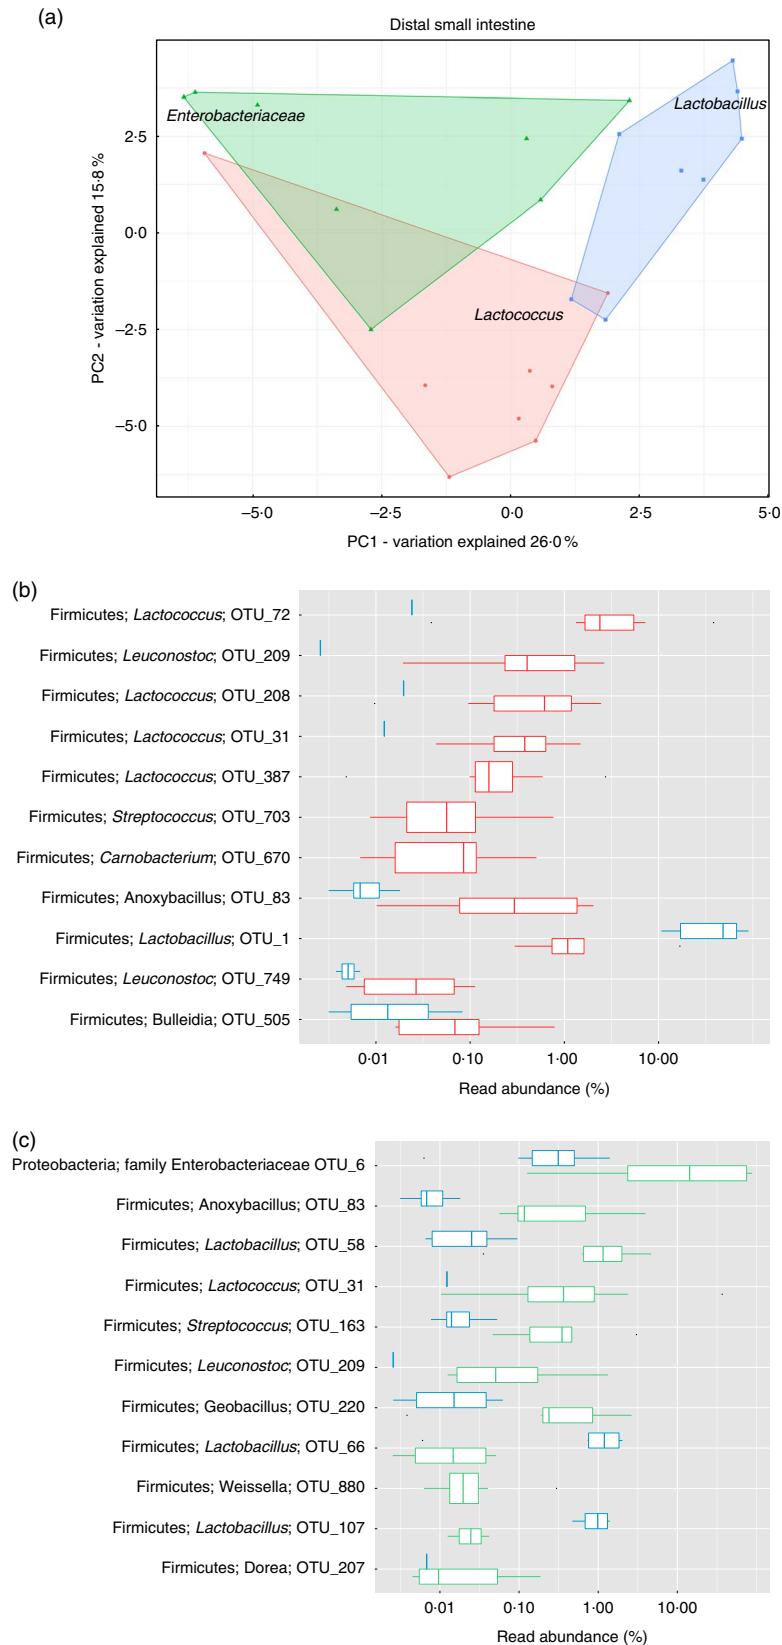 (a)
Distal small intestine
Lactobacillus
Enterobacteriaceae
Lactococcus
2·5
0·0
–2·5
–5·0
PC2 - variation explained 15·8 %
–5·0
–2·5
0·0
2·5
5·0
PC1 - variation explained 26·0 %
(b)
Firmicutes; Lactococcus; OTU_72
Firmicutes; Leuconostoc; OTU_209
Firmicutes; Lactococcus; OTU_208
Firmicutes; Lactococcus; OTU_31
Firmicutes; Lactococcus; OTU_387
Firmicutes; Streptococcus; OTU_703
Firmicutes; Carnobacterium; OTU_670
Firmicutes; Anoxybacillus; OTU_83
Firmicutes; Lactobacillus; OTU_1
Firmicutes; Leuconostoc; OTU_749
Firmicutes; Bulleidia; OTU_505
0·01 0·10 1·00 10·00
Read abundance (%)
(c)
Proteobacteria; family Enterobacteriaceae OTU_6
Firmicutes; Anoxybacillus; OTU_83
Firmicutes; Lactobacillus; OTU_58
Firmicutes; Lactococcus; OTU_31
Firmicutes; Streptococcus; OTU_163
Firmicutes; Leuconostoc; OTU_209
Firmicutes; Geobacillus; OTU_220
Firmicutes; Lactobacillus; OTU_66
Firmicutes; Weissella; OTU_880
Firmicutes; Lactobacillus; OTU_107
Firmicutes; Dorea; OTU_207
0·01 0·10 1·00 10·00
Read abundance (%)